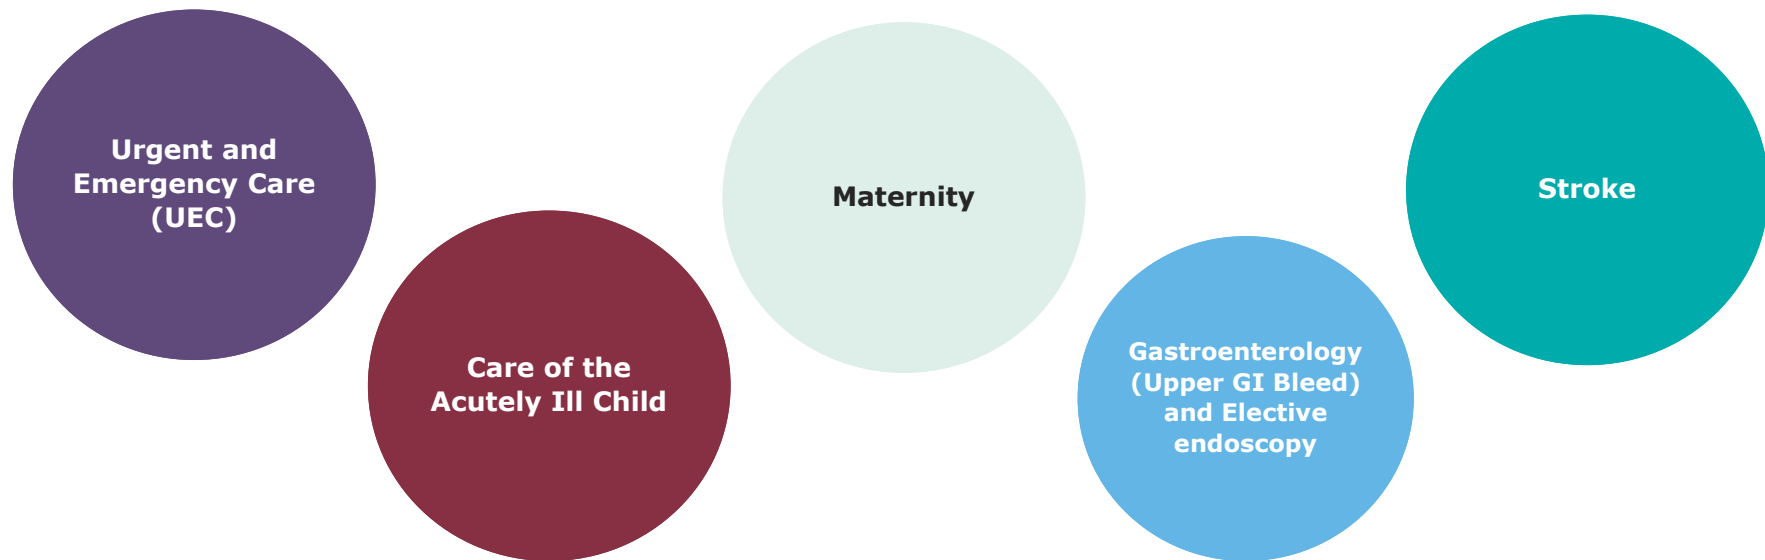 Urgent and
Emergency Care
(UEC)
Care of the
Acutely Ill Child
Maternity
Gastroenterology
(Upper GI Bleed)
and Elective
endoscopy
Stroke